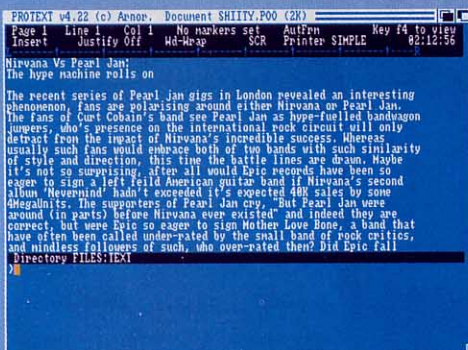 PROTEXT v4.22 (c) Arnor. Document SHIITY.POO (2K)
Page 1 Line 1 Col 1 No markers set AutFrm Key f4 to view
Insert Justify Off Wd-Wrap SCR Printer SIMPLE 02:12:56
Nirvana Vs Pearl Jam:
The hype machine rolls on
The recent series of Pearl jam gigs in London revealed an interesting
phenomenon, fans are polarising around either Nirvana or Pearl Jam.
The fans of Curt Cobain's band see Pearl Jam as hype-fuelled bandwagon
jumpers, who's presence on the international rock circuit will only
detract from the impact of Nirvana's incredible success. Whereas
usually such fans would embrace both of two bands with such similarity
of style and direction, this time the battle lines are drawn. Maybe
it's not so surprising, after all would Epic records have been so
eager to sign a left feild American guitar band if Nirvana's second
album 'Nevermind' hadn't exceeded it's expected 40K sales by some
4MegaUnits. The supporters of Pearl Jam cry, "But Pearl Jam were
around (in parts) before Nirvana ever existed" and indeed they are
correct, but were Epic so eager to sign Mother Love Bone, a band that
have often been called under-rated by the small band of rock critics,
and mindless followers of such, who over-rated them? Did Epic fall
Directory FILES:TEXT
)